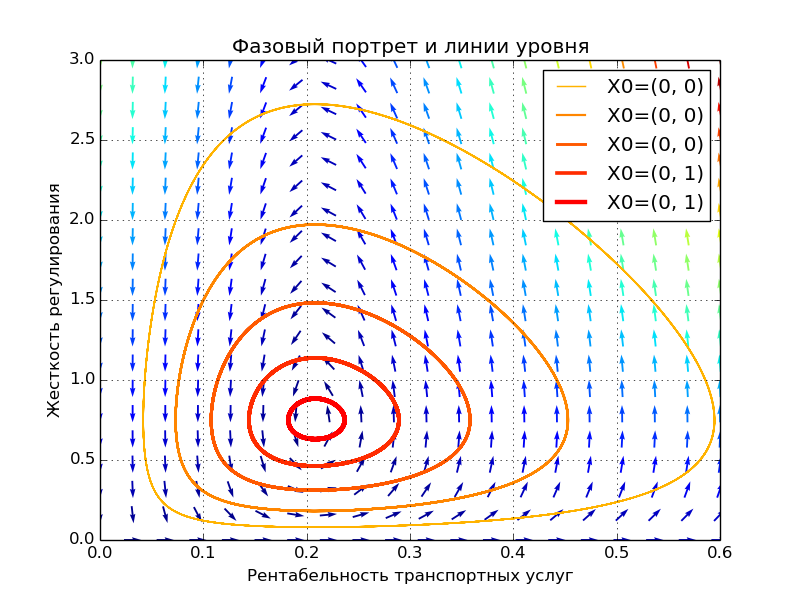 Фазовый портрет и линии уровня
3.0
2.5
2.0
1.5
1.0
0.5
0.0
Жесткость регулирования
X0=(0, 0)
X0=(0, 0)
X0=(0, 0)
X0=(0, 1)
X0=(0, 1)
0.0 0.1 0.2 0.3 0.4 0.5 0.6
Рентабельность транспортных услуг